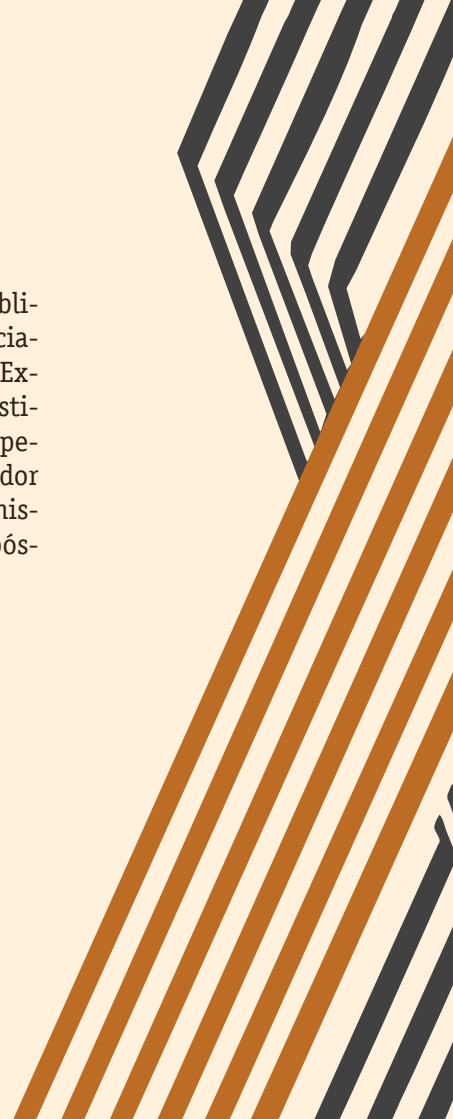 bli-
cia-
Ex-
sti-
pe-
dor
nis-
pós-